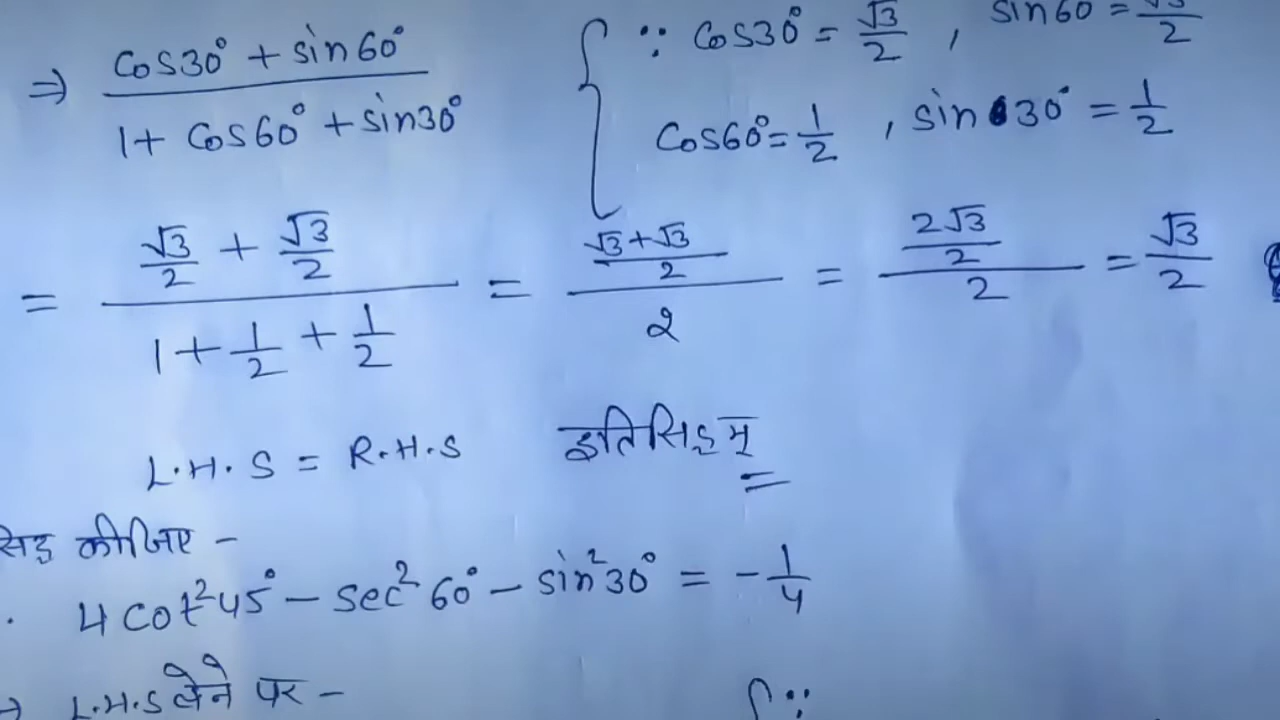 ⇒ (cos30° + sin60°)/(1 + cos60° + sin30°) { ∵ cos30° = √3/2 , sin60 = √3/2
cos60° = 1/2 , sin30° = 1/2
= (√3/2 + √3/2)/(1 + 1/2 + 1/2) = ((√3+√3)/2)/2 = (2√3/2)/2 = √3/2
L.H.S = R.H.S इतिसिद्धम्
सिद्ध कीजिए -
. 4cot²45° - sec²60° - sin²30° = -1/4
→ L.H.S लेने पर - { ∵